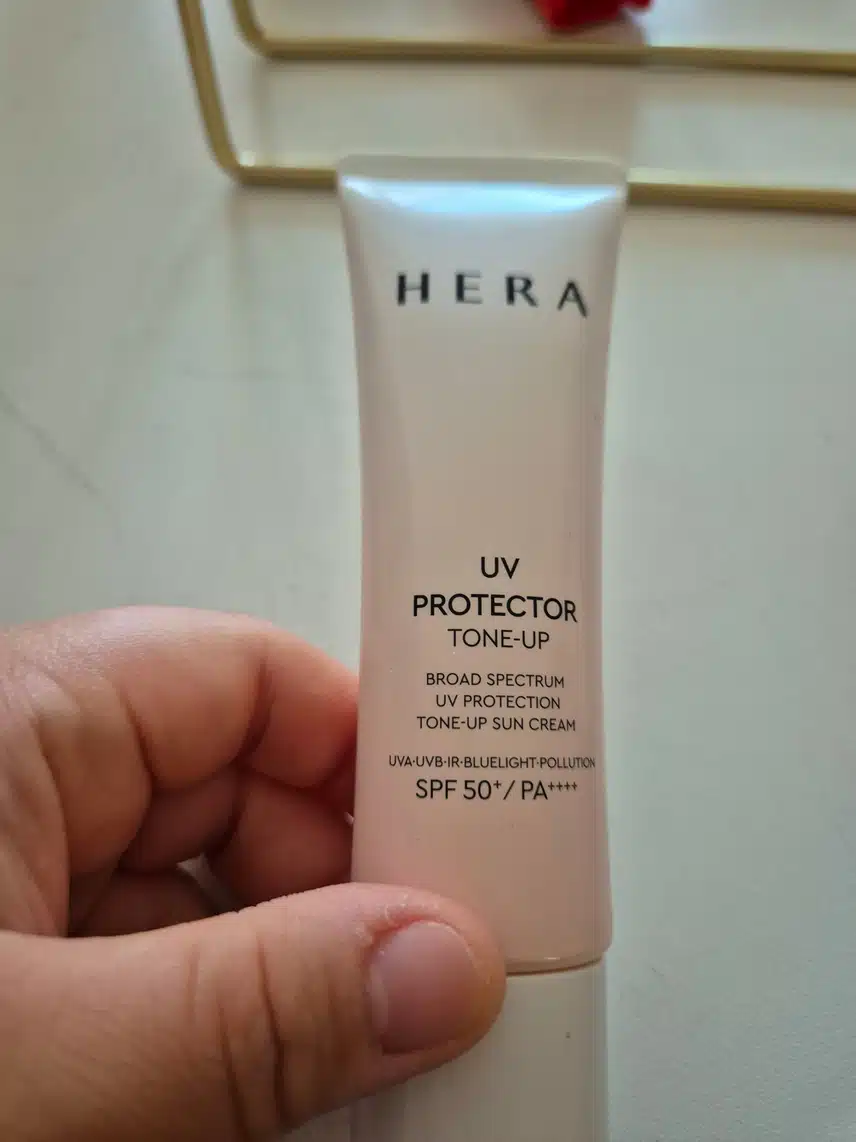 HERA
UV
PROTECTOR
TONE-UP
BROAD SPECTRUM
UV PROTECTION
TONE-UP SUN CREAM
UVA·UVB·IR·BLUELIGHT·POLLUTION
SPF 50⁺/ PA⁺⁺⁺⁺